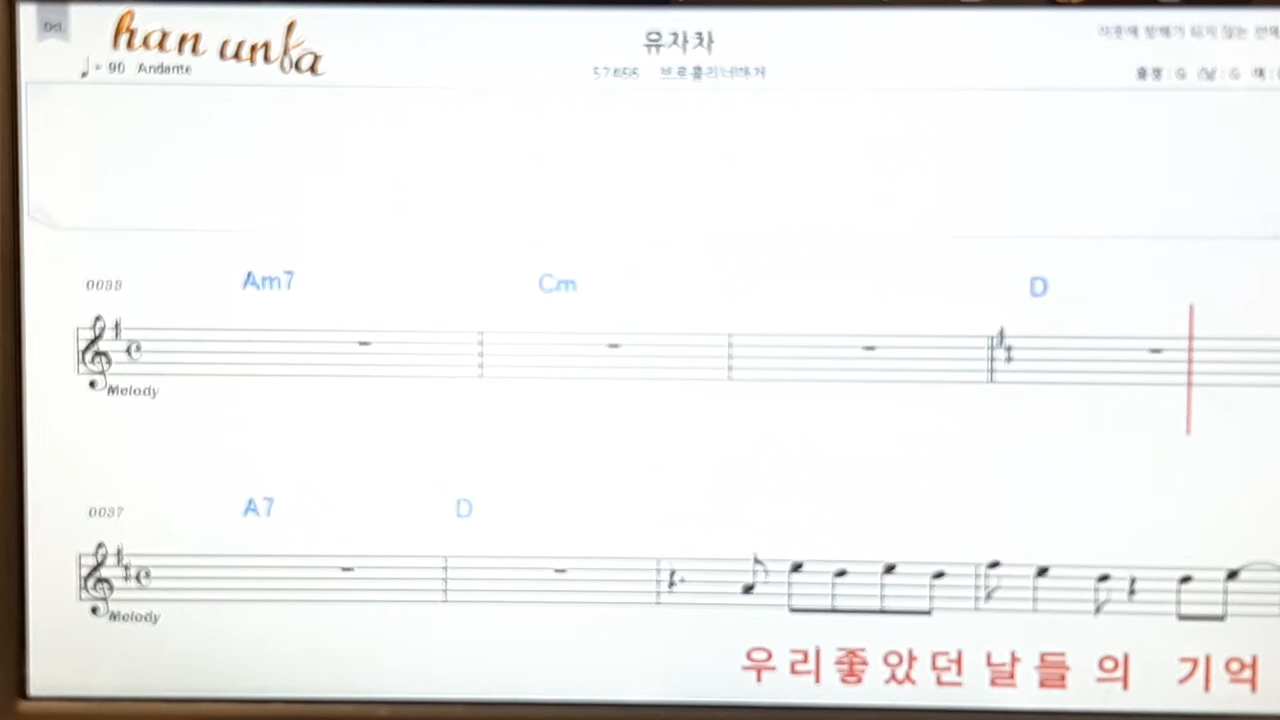 han unfa
유자차
♩ = 90 Andante
브로콜리너마저
0033
Am7 Cm D
Melody
0037
A7 D
Melody
우리좋았던 날들의 기억